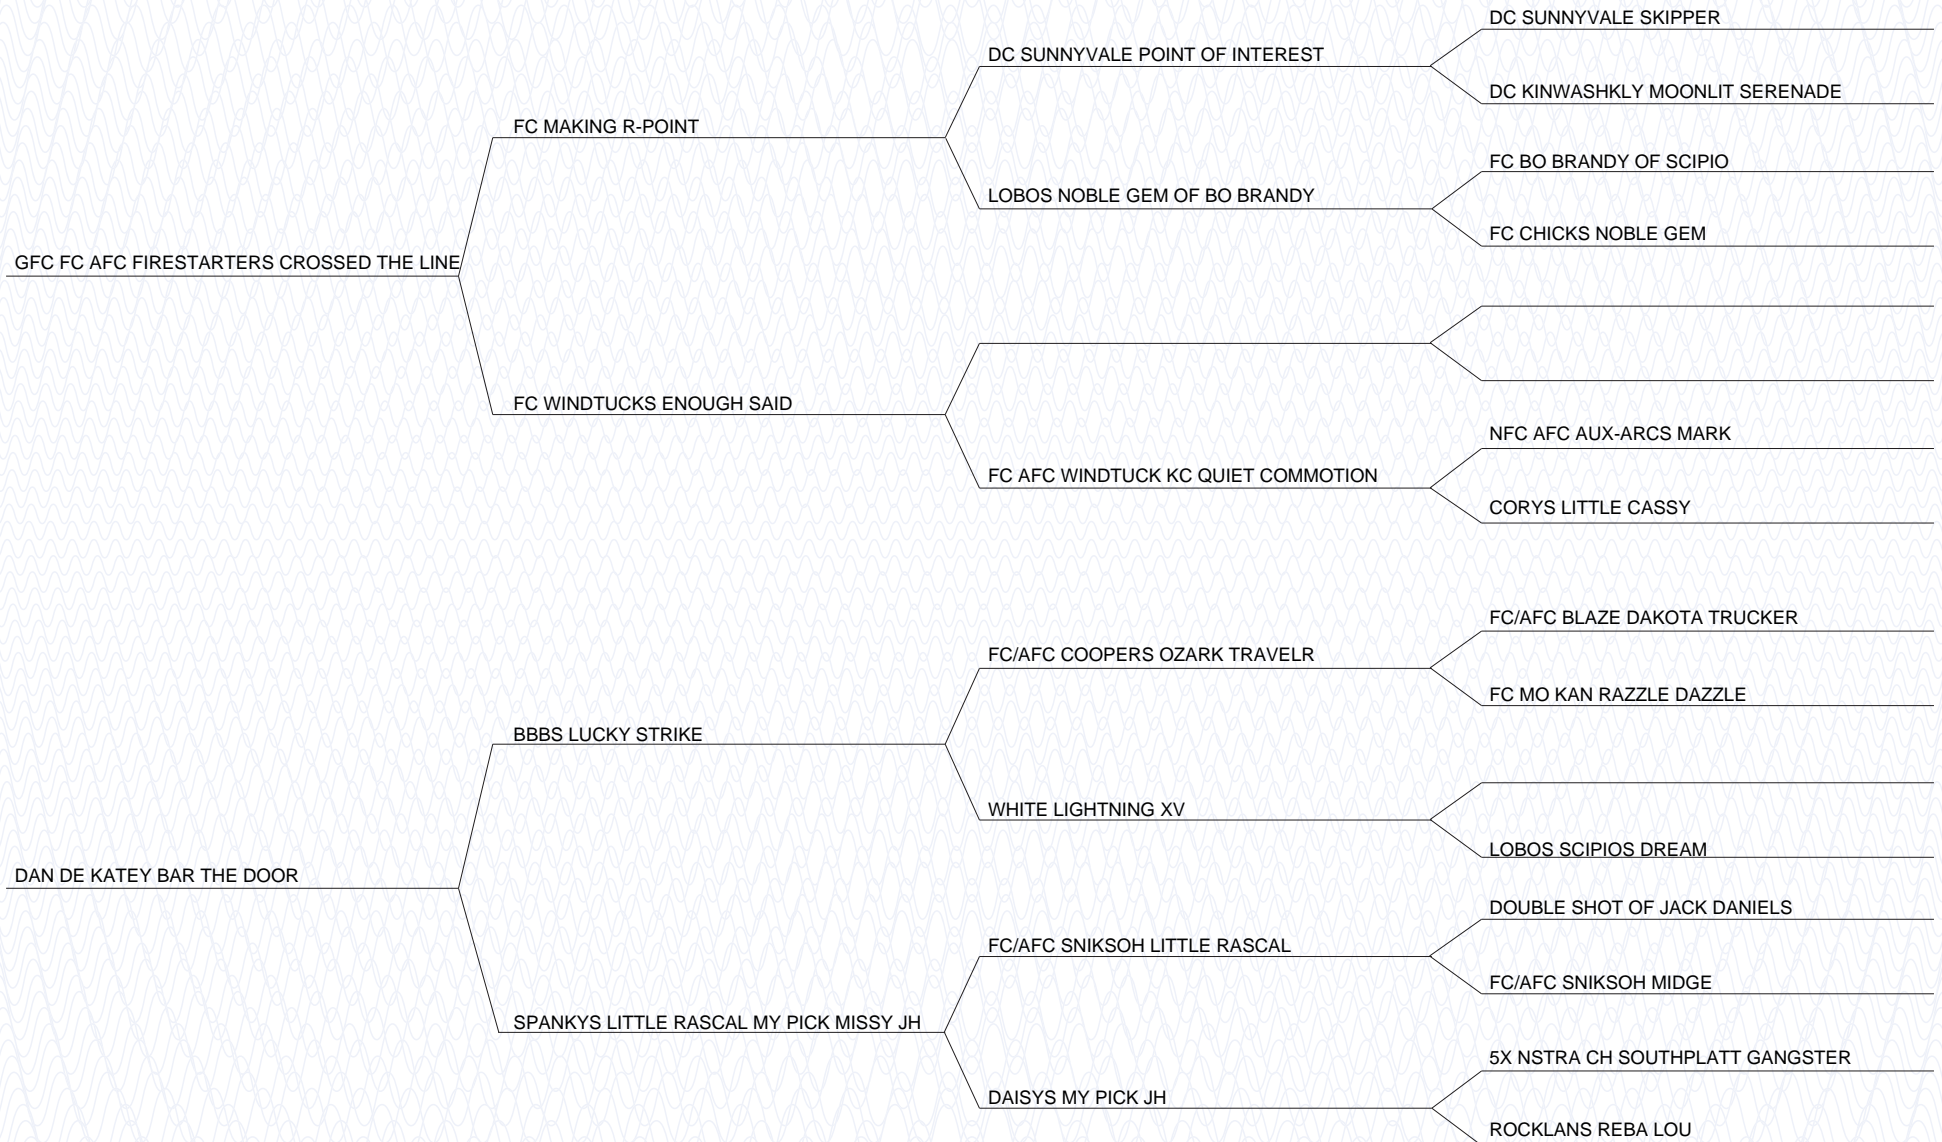 DC SUNNYVALE SKIPPER
DC SUNNYVALE POINT OF INTEREST
DC KINWASHKLY MOONLIT SERENADE
FC MAKING R-POINT
FC BO BRANDY OF SCIPIO
LOBOS NOBLE GEM OF BO BRANDY
FC CHICKS NOBLE GEM
GFC FC AFC FIRESTARTERS CROSSED THE LINE
FC WINDTUCKS ENOUGH SAID
NFC AFC AUX-ARCS MARK
FC AFC WINDTUCK KC QUIET COMMOTION
CORYS LITTLE CASSY
FC/AFC BLAZE DAKOTA TRUCKER
FC/AFC COOPERS OZARK TRAVELR
FC MO KAN RAZZLE DAZZLE
BBBS LUCKY STRIKE
WHITE LIGHTNING XV
LOBOS SCIPIOS DREAM
DAN DE KATEY BAR THE DOOR
DOUBLE SHOT OF JACK DANIELS
FC/AFC SNIKSOH LITTLE RASCAL
FC/AFC SNIKSOH MIDGE
SPANKYS LITTLE RASCAL MY PICK MISSY JH
5X NSTRA CH SOUTHPLATT GANGSTER
DAISYS MY PICK JH
ROCKLANS REBA LOU